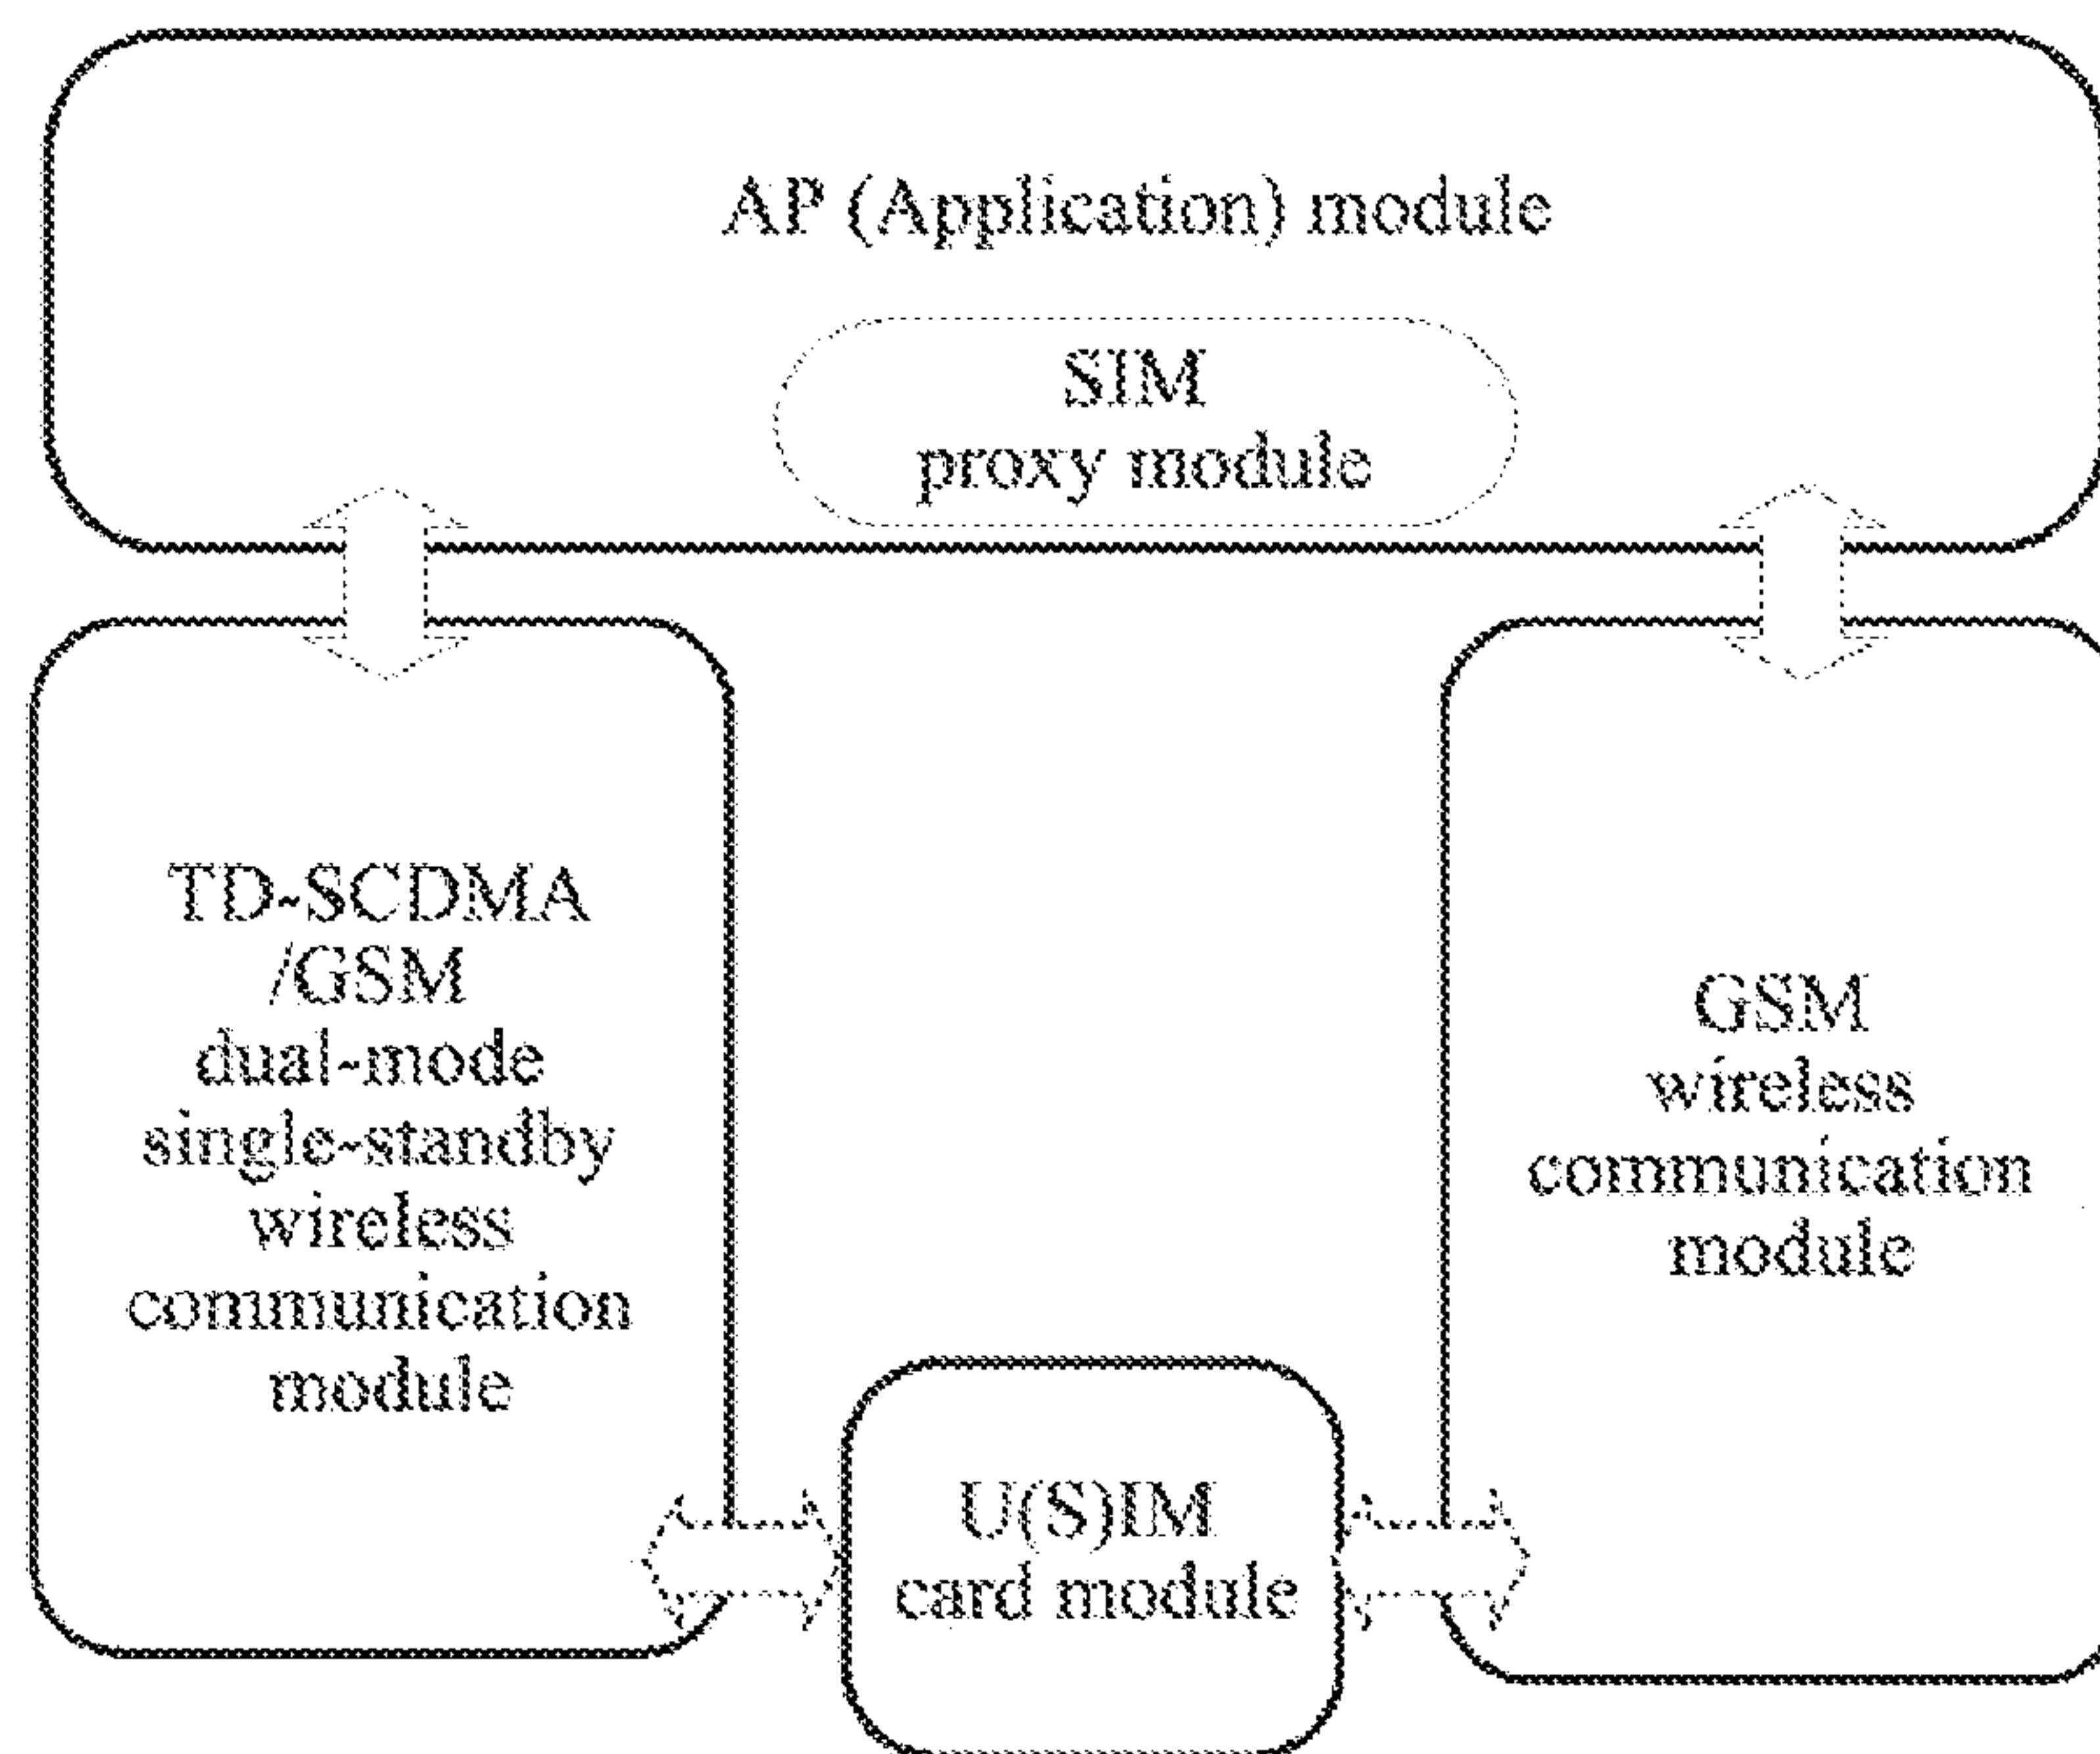 AP (Application) module
SIM
proxy module
TD-SCDMA
/GSM
dual-mode
single-standby
wireless
communication
module
GSM
wireless
communication
module
U(S)IM
card module